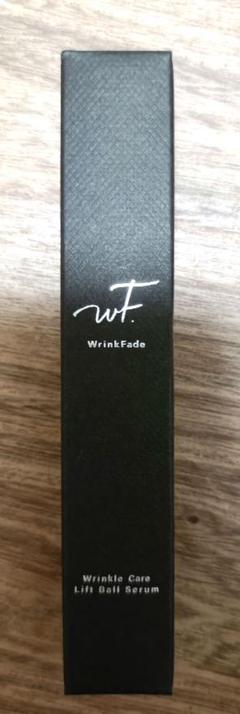 wF.
WrinkFade
Wrinkle Care
Lift Ball Serum